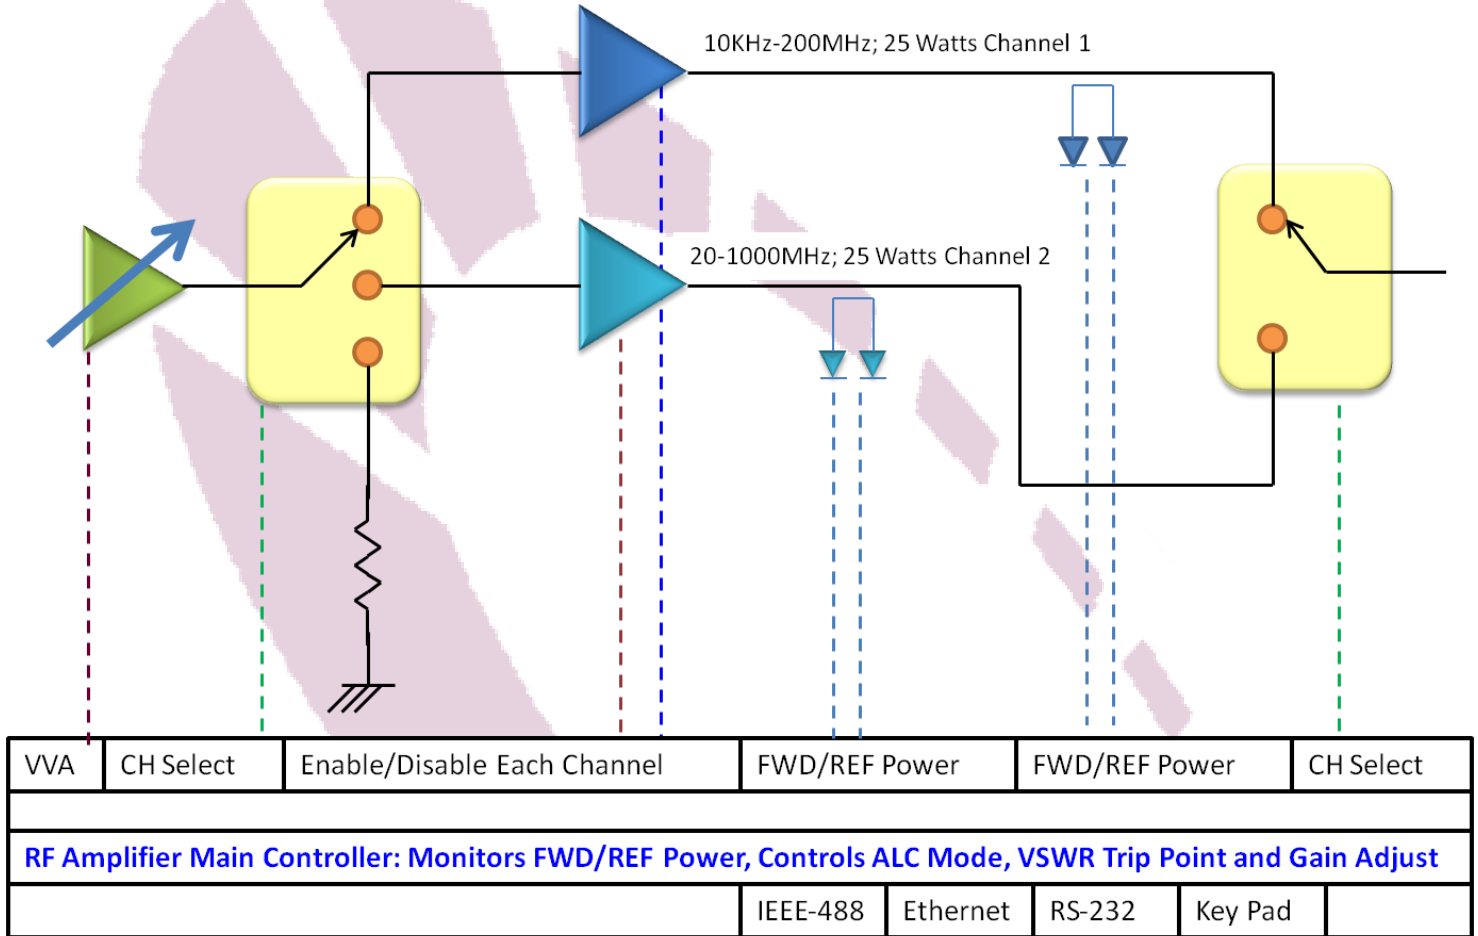 10KHz-200MHz; 25 Watts Channel 1
20-1000MHz; 25 Watts Channel 2
VVA
CH Select
Enable/Disable Each Channel
FWD/REF Power
FWD/REF Power
CH Select
RF Amplifier Main Controller: Monitors FWD/REF Power, Controls ALC Mode, VSWR Trip Point and Gain Adjust
IEEE-488
Ethernet
RS-232
Key Pad